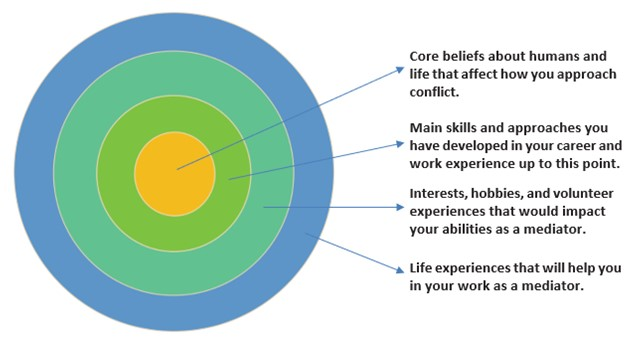 Core beliefs about humans and
life that affect how you approach
conflict.
Main skills and approaches you
have developed in your career and
work experience up to this point.
Interests, hobbies, and volunteer
experiences that would impact
your abilities as a mediator.
Life experiences that will help you
in your work as a mediator.